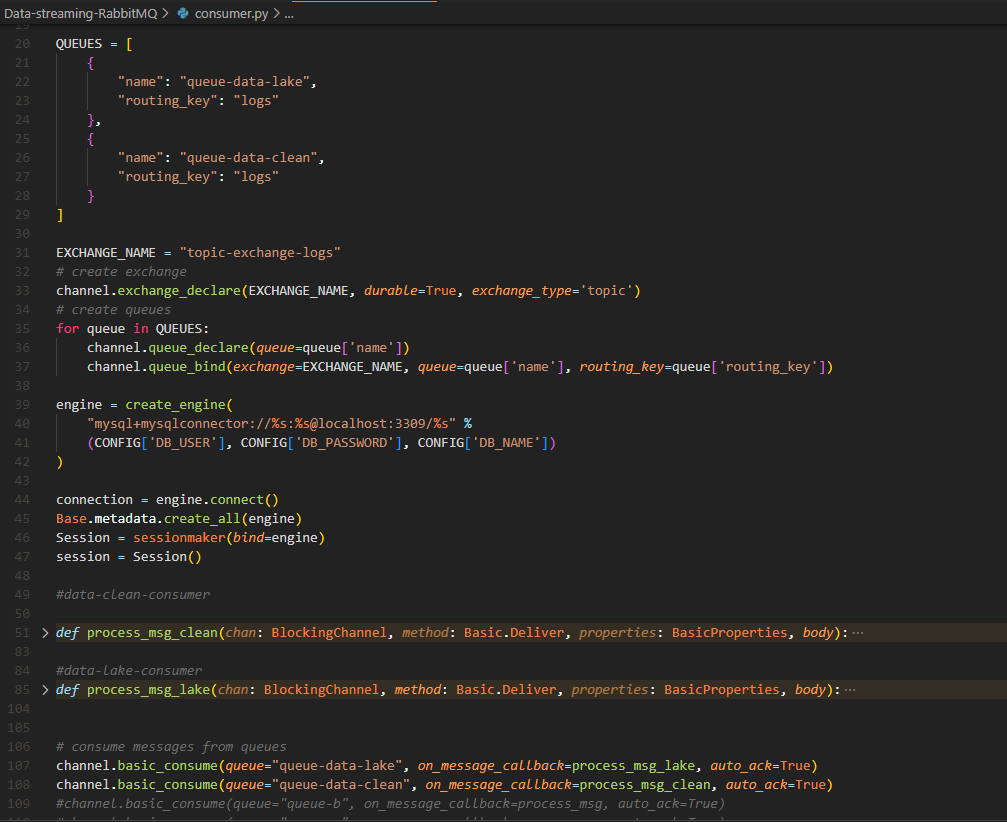 Data-streaming-RabbitMQ > consumer.py > ...
19
20 QUEUES = [
21     {
22         "name": "queue-data-lake",
23         "routing_key": "logs"
24     },
25     {
26         "name": "queue-data-clean",
27         "routing_key": "logs"
28     }
29 ]
30
31 EXCHANGE_NAME = "topic-exchange-logs"
32 # create exchange
33 channel.exchange_declare(EXCHANGE_NAME, durable=True, exchange_type='topic')
34 # create queues
35 for queue in QUEUES:
36     channel.queue_declare(queue=queue['name'])
37     channel.queue_bind(exchange=EXCHANGE_NAME, queue=queue['name'], routing_key=queue['routing_key'])
38
39 engine = create_engine(
40     "mysql+mysqlconnector://%s:%s@localhost:3309/%s" %
41     (CONFIG['DB_USER'], CONFIG['DB_PASSWORD'], CONFIG['DB_NAME'])
42 )
43
44 connection = engine.connect()
45 Base.metadata.create_all(engine)
46 Session = sessionmaker(bind=engine)
47 session = Session()
48
49 #data-clean-consumer
50
51 > def process_msg_clean(chan: BlockingChannel, method: Basic.Deliver, properties: BasicProperties, body):···
83
84 #data-lake-consumer
85 > def process_msg_lake(chan: BlockingChannel, method: Basic.Deliver, properties: BasicProperties, body):···
104
105
106 # consume messages from queues
107 channel.basic_consume(queue="queue-data-lake", on_message_callback=process_msg_lake, auto_ack=True)
108 channel.basic_consume(queue="queue-data-clean", on_message_callback=process_msg_clean, auto_ack=True)
109 #channel.basic_consume(queue="queue-b", on_message_callback=process_msg, auto_ack=True)